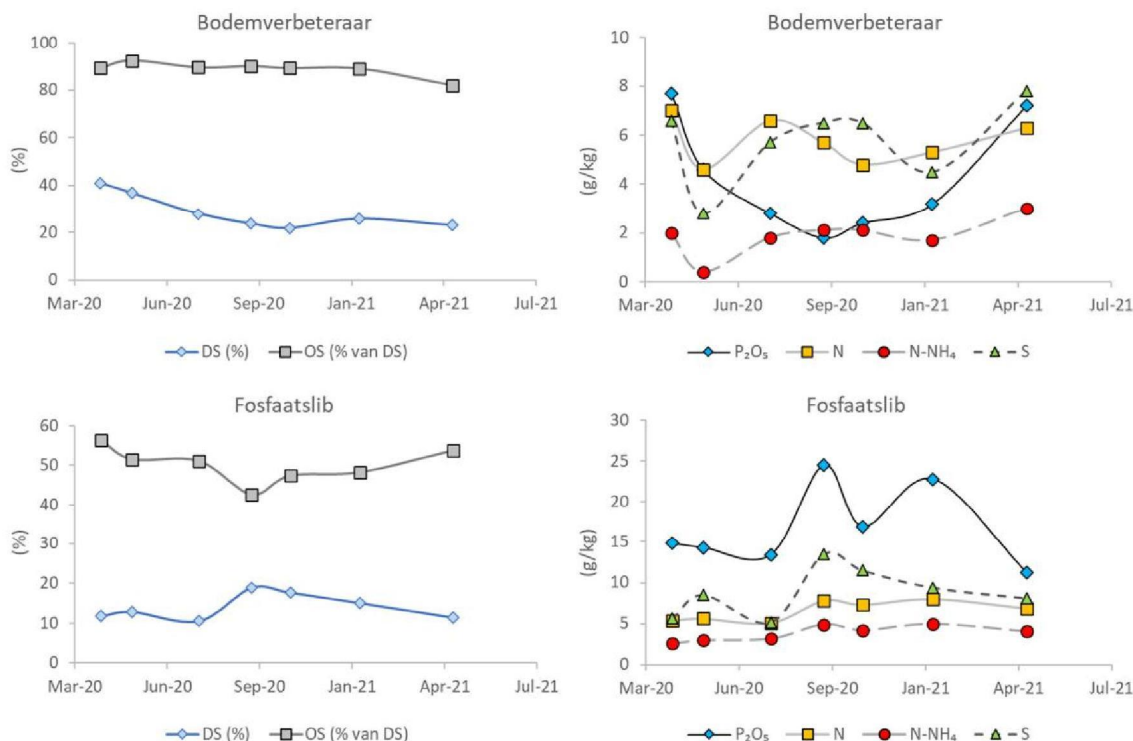 Bodemverbeteraar
100
80
60
40
20
0
(%)
Mar-20 Jun-20 Sep-20 Jan-21 Apr-21 Jul-21
DS (%) OS (% van DS)
Bodemverbeteraar
10
8
6
4
2
0
(g/kg)
Mar-20 Jun-20 Sep-20 Jan-21 Apr-21 Jul-21
P₂O₅ N N-NH₄ S
Fosfaatslib
60
50
40
30
20
10
0
(%)
Mar-20 Jun-20 Sep-20 Jan-21 Apr-21 Jul-21
DS (%) OS (% van DS)
Fosfaatslib
30
25
20
15
10
5
0
(g/kg)
Mar-20 Jun-20 Sep-20 Jan-21 Apr-21 Jul-21
P₂O₅ N N-NH₄ S